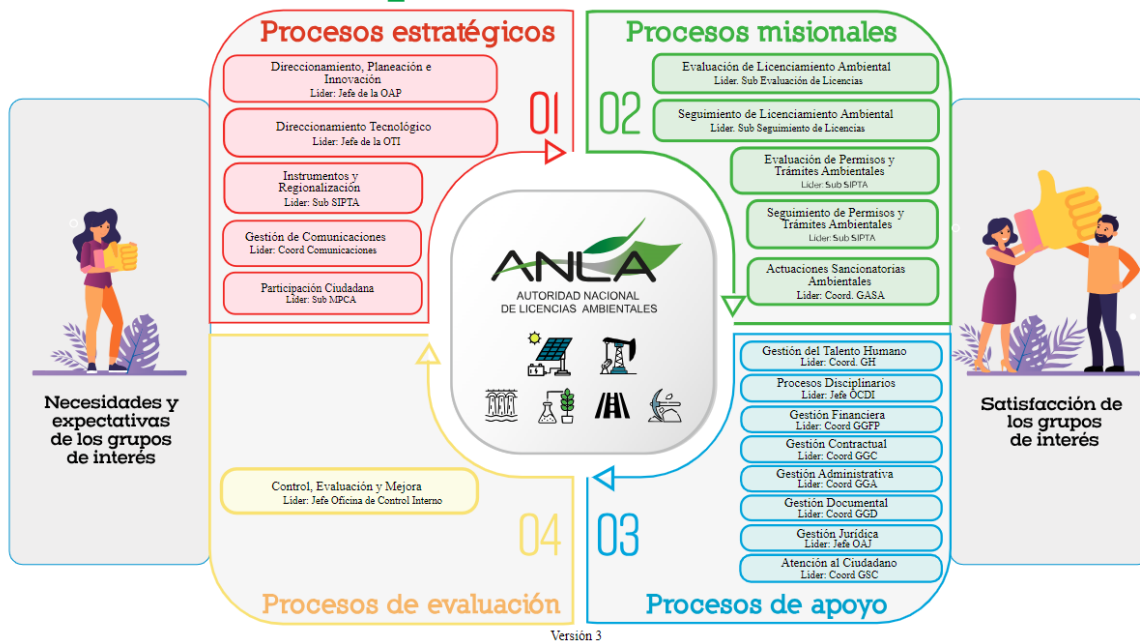 Procesos estratégicos
Direccionamiento, Planeación e
Innovación
Lider: Jefe de la OAP
Direccionamiento Tecnológico
Lider: Jefe de la OTI
Instrumentos y
Regionalización
Líder: Sub SIPTA
Gestión de Comunicaciones
Líder: Coord Comunicaciones
Participación Ciudadana
Líder: Sub MPCA
01
Procesos misionales
Evaluación de Licenciamiento Ambiental
Líder. Sub Evaluación de Licencias
Seguimiento de Licenciamiento Ambiental
Líder. Sub Seguimiento de Licencias
Evaluación de Permisos y
Trámites Ambientales
Líder: Sub SIPTA
Seguimiento de Permisos y
Trámites Ambientales
Líder: Sub SIPTA
Actuaciones Sancionatorias
Ambientales
Líder: Coord. GASA
02
Necesidades y
expectativas
de los grupos
de interés
ANLA
AUTORIDAD NACIONAL
DE LICENCIAS AMBIENTALES
Satisfacción de
los grupos
de interés
Gestión del Talento Humano
Líder: Coord. GH
Procesos Disciplinarios
Líder: Jefe OCDI
Gestión Financiera
Líder: Coord GGFP
Gestión Contractual
Líder: Coord GGC
Gestión Administrativa
Líder: Coord GGA
Gestión Documental
Líder: Coord GGD
Gestión Jurídica
Líder: Jefe OAJ
Atención al Ciudadano
Líder: Coord GSC
03
Procesos de apoyo
Control, Evaluación y Mejora
Líder: Jefe Oficina de Control Interno
04
Procesos de evaluación
Versión 3